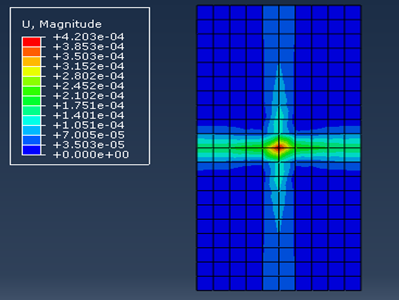 U, Magnitude
+4.203e-04
+3.853e-04
+3.503e-04
+3.152e-04
+2.802e-04
+2.452e-04
+2.102e-04
+1.751e-04
+1.401e-04
+1.051e-04
+7.005e-05
+3.503e-05
+0.000e+00